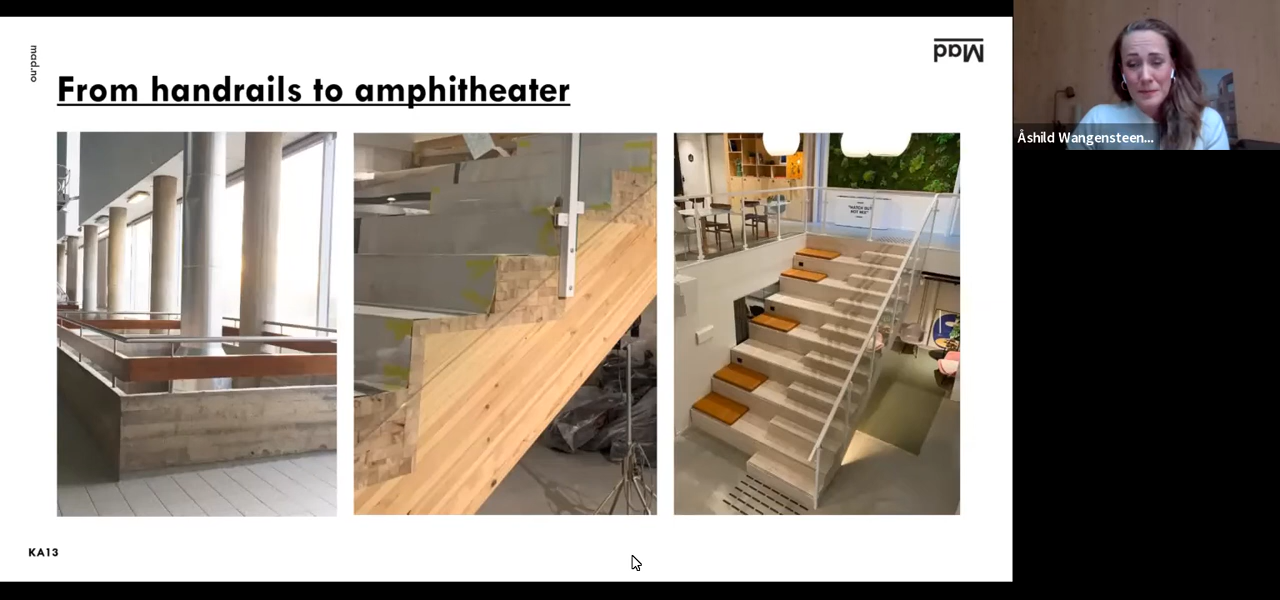 mad.no
Mad
From handrails to amphitheater
KA13
Åshild Wangensteen...